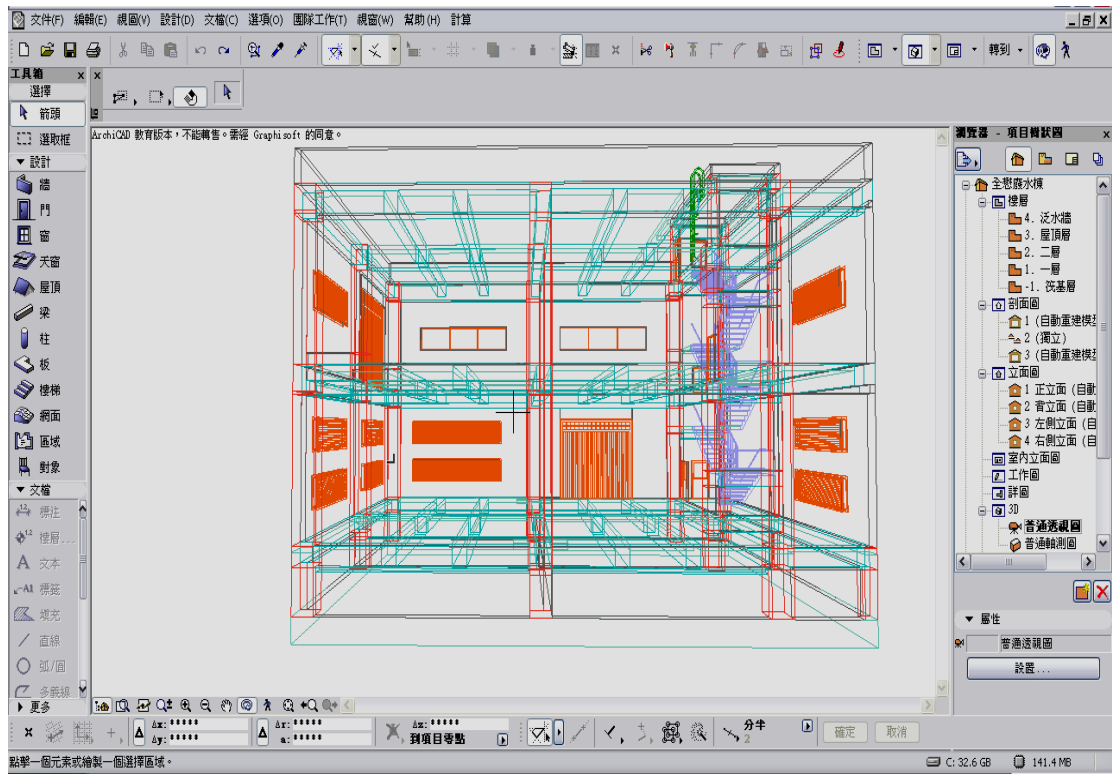 文件(F) 編輯(E) 視圖(V) 設計(D) 文檔(C) 選項(O) 團隊工作(T) 視窗(W) 幫助(H) 計算
轉到
工具箱
選擇
箭頭
選取框
設計
牆
門
窗
天窗
屋頂
梁
柱
板
樓梯
網面
區域
對象
文檔
標注
樓層...
A 文本
A1 標籤
填充
直線
弧/圓
多義線
更多
ArchiCAD 教育版本,不能轉售。需經 Graphisoft 的同意。
瀏覽器 - 項目樹狀圖
樓層
4. 泛水牆
3. 屋頂層
2. 二層
1. 一層
-1. 筏基層
剖面圖
1 (自動重建模型
2 (獨立)
3 (自動重建模型
立面圖
1 正立面 (自動
2 背立面 (自動
3 左側立面 (自
4 右側立面 (自
室內立面圖
工作圖
詳圖
3D
普通透視圖
普通軸測圖
屬性
普通透視圖
設置...
Δx: *****
Δy: *****
Δr: *****
a: *****
Δz: *****
到項目零點
分半
2
確定
取消
點擊一個元素或繪製一個選擇區域。
C: 32.6 GB
141.4 MB